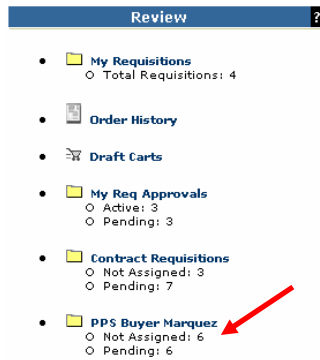 Review ?
My Requisitions
Total Requisitions: 4
Order History
Draft Carts
My Req Approvals
Active: 3
Pending: 3
Contract Requisitions
Not Assigned: 3
Pending: 7
PPS Buyer Marquez
Not Assigned: 6
Pending: 6